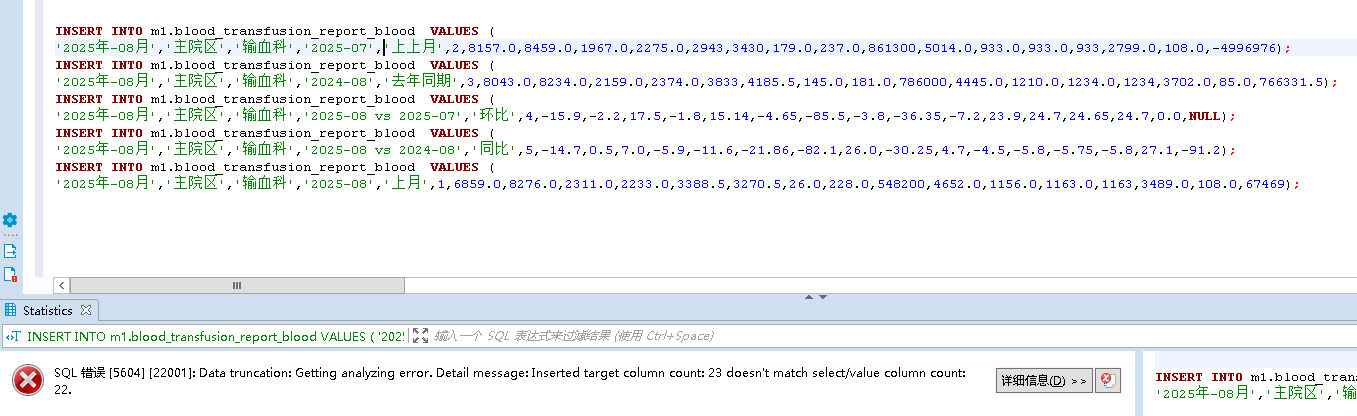 INSERT INTO m1.blood_transfusion_report_blood  VALUES (
'2025年-08月','主院区','输血科','2025-07','上上月',2,8157.0,8459.0,1967.0,2275.0,2943,3430,179.0,237.0,861300,5014.0,933.0,933.0,933,2799.0,108.0,-4996976);
INSERT INTO m1.blood_transfusion_report_blood  VALUES (
'2025年-08月','主院区','输血科','2024-08','去年同期',3,8043.0,8234.0,2159.0,2374.0,3833,4185.5,145.0,181.0,786000,4445.0,1210.0,1234.0,1234,3702.0,85.0,766331.5);
INSERT INTO m1.blood_transfusion_report_blood  VALUES (
'2025年-08月','主院区','输血科','2025-08 vs 2025-07','环比',4,-15.9,-2.2,17.5,-1.8,15.14,-4.65,-85.5,-3.8,-36.35,-7.2,23.9,24.7,24.65,24.7,0.0,NULL);
INSERT INTO m1.blood_transfusion_report_blood  VALUES (
'2025年-08月','主院区','输血科','2025-08 vs 2024-08','同比',5,-14.7,0.5,7.0,-5.9,-11.6,-21.86,-82.1,26.0,-30.25,4.7,-4.5,-5.8,-5.75,-5.8,27.1,-91.2);
INSERT INTO m1.blood_transfusion_report_blood  VALUES (
'2025年-08月','主院区','输血科','2025-08','上月',1,6859.0,8276.0,2311.0,2233.0,3388.5,3270.5,26.0,228.0,548200,4652.0,1156.0,1163.0,1163,3489.0,108.0,67469);
Statistics
INSERT INTO m1.blood_transfusion_report_blood VALUES ( '202 输入一个 SQL 表达式来过滤结果 (使用 Ctrl+Space)
SQL 错误 [5604] [22001]: Data truncation: Getting analyzing error. Detail message: Inserted target column count: 23 doesn't match select/value column count:
22.
详细信息(D) >>
INSERT INTO m1.blood_trans
'2025年-08月','主院区','输